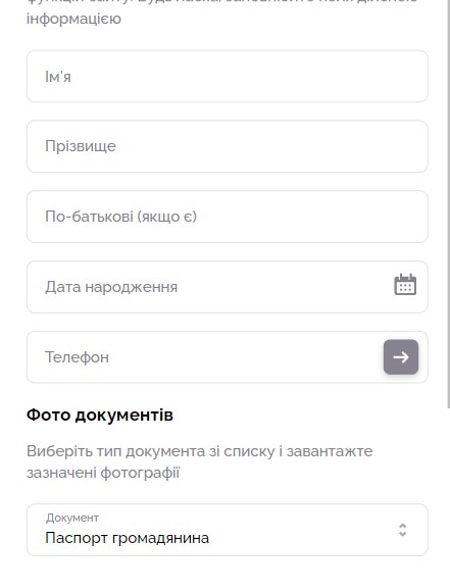 інформацією
Ім'я
Прізвище
По-батькові (якщо є)
Дата народження
Телефон
Фото документів
Виберіть тип документа зі списку і завантажте
зазначені фотографії
Документ
Паспорт громадянина